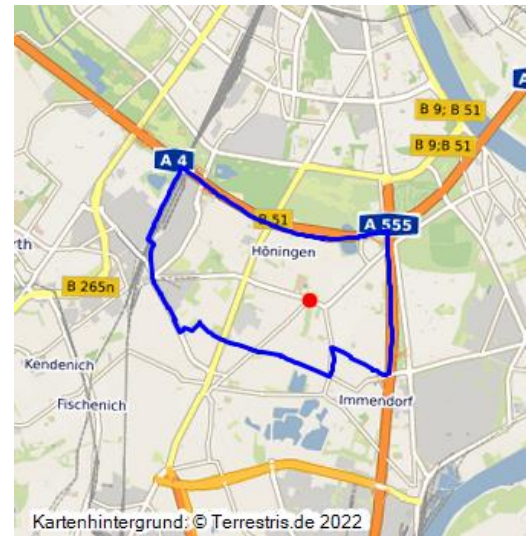 B 9; B 51
A
B 9;B 51
A 4
B 51
A 555
Höningen
rth
B 265n
Kendenich
Fischenich
Immendorf
Kartenhintergrund: © Terrestris.de 2022